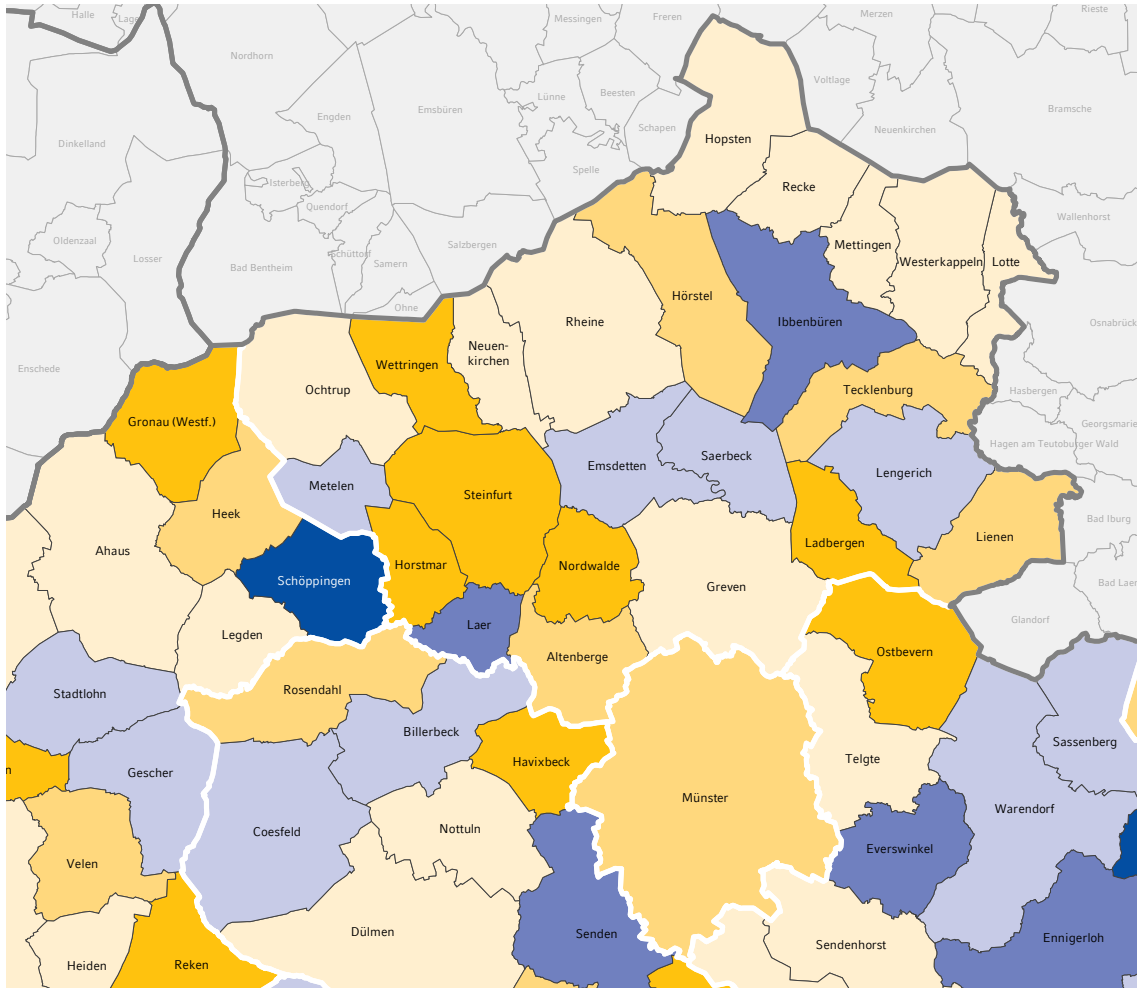 Halle
Lage
Messingen
Freren
Merzen
Rieste
Nordhorn
Voltlage
Lünne
Beesten
Emsbüren
Bramsche
Engden
Schapen
Neuenkirchen
Dinkelland
Hopsten
Spelle
Isterberg
Recke
Quendorf
Wallenhorst
Oldenzaal
Salzbergen
Mettingen
Losser
Schüttorf
Samern
Bad Bentheim
Westerkappeln
Lotte
Hörstel
Ohne
Rheine
Ibbenbüren
Osnabrück
Neuen-
kirchen
Enschede
Wettringen
Ochtrup
Tecklenburg
Hasbergen
Gronau (Westf.)
Georgsmarie
Hagen am Teutoburger Wald
Saerbeck
Emsdetten
Lengerich
Metelen
Steinfurt
Heek
Bad Iburg
Lienen
Ladbergen
Ahaus
Horstmar
Nordwalde
Schöppingen
Bad Laer
Greven
Glandorf
Laer
Legden
Ostbevern
Altenberge
Rosendahl
Stadtlohn
Billerbeck
Sassenberg
Telgte
Havixbeck
n
Gescher
Münster
Warendorf
Nottuln
Coesfeld
Everswinkel
Velen
Dülmen
Senden
Ennigerloh
Sendenhorst
Heiden
Reken